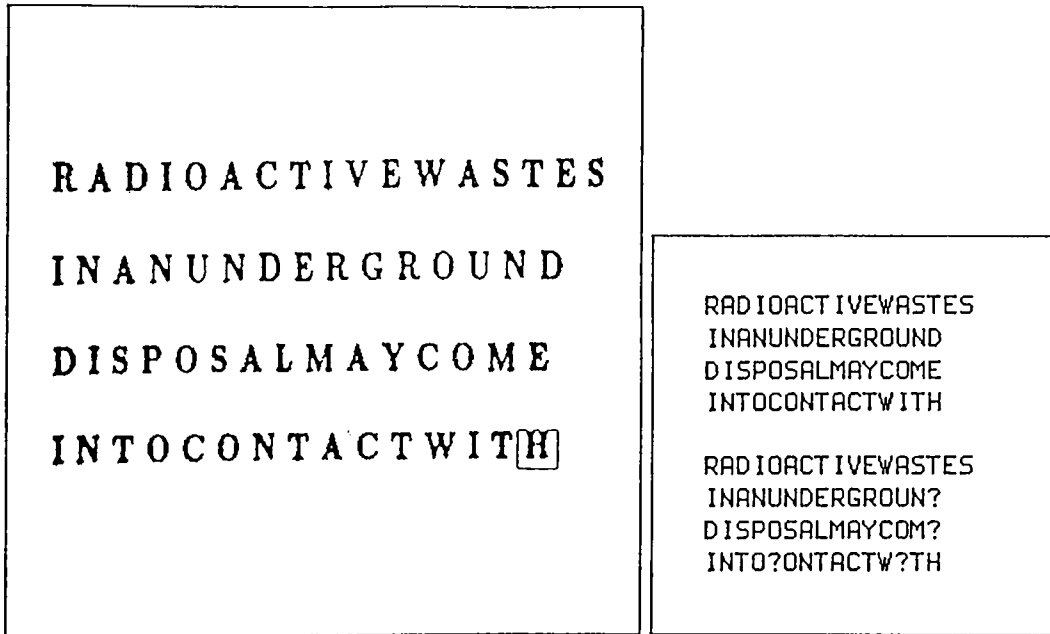 RADIOACTIVEWASTES
INANUNDERGROUND
DISPOSALMAYCOME
INTOCONTACTWITH
RADIOACTIVEWASTES
INANUNDERGROUND
DISPOSALMAYCOME
INTOCONTACTWITH
RADIOACTIVEWASTES
INANUNDERGROUN?
DISPOSALMAYCOM?
INTO?ONTACTW?TH